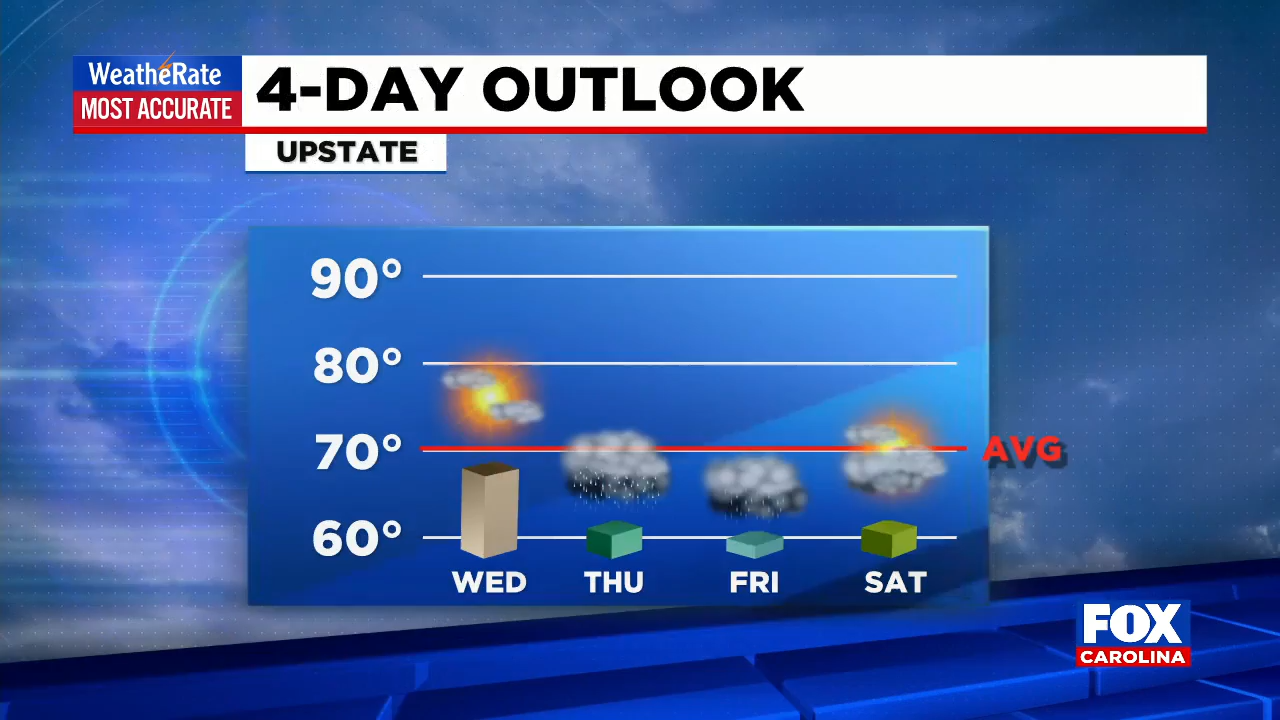 WeatheRate
MOST ACCURATE
4-DAY OUTLOOK
UPSTATE
90°
80°
70°
AVG
60°
WED THU FRI SAT
FOX
CAROLINA